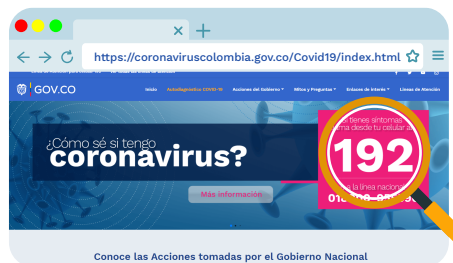 https://coronaviruscolombia.gov.co/Covid19/index.html
GOV.CO
Inicio Autodiagnóstico COVID-19 Acciones del Gobierno Mitos y Preguntas Enlaces de Interés Líneas de Atención
¿Cómo sé si tengo
coronavirus?
Más información
tienes síntomas
desde tu celular al
192
a la línea nacional
Conoce las Acciones tomadas por el Gobierno Nacional